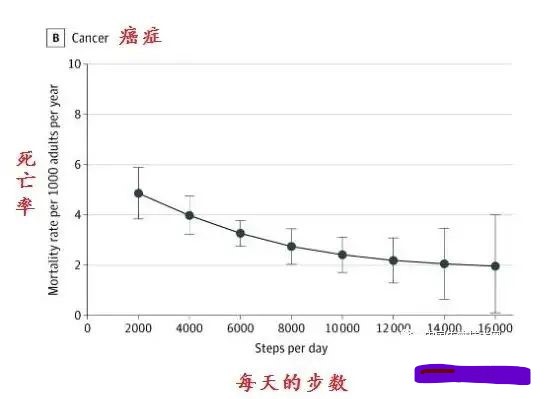 B Cancer 癌症
10
8
6
4
2
0
Mortality rate per 1000 adults per year
死亡率
0 2000 4000 6000 8000 10000 12000 14000 16000
Steps per day
每天的步数